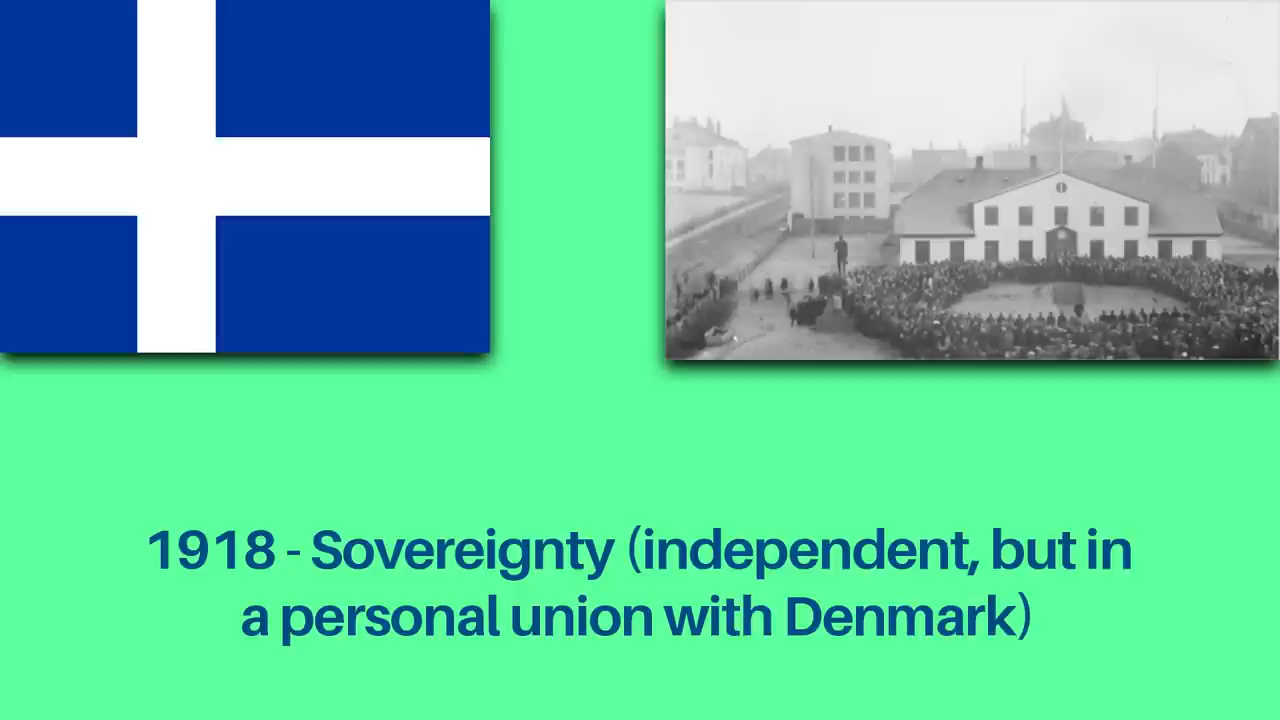 1918 - Sovereignty (independent, but in
a personal union with Denmark)